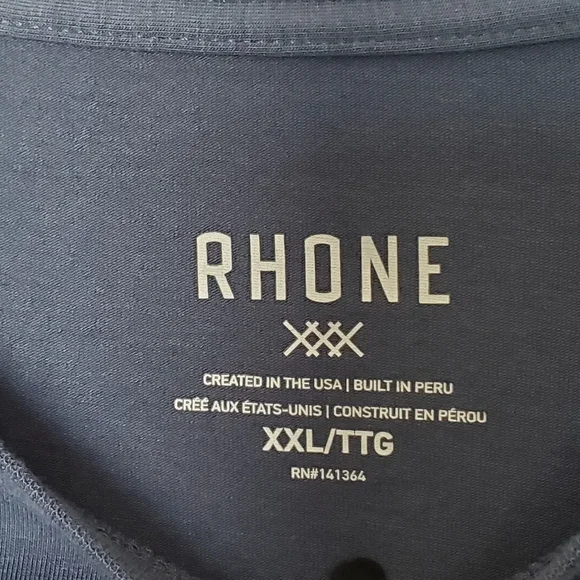 RHONE
CREATED IN THE USA | BUILT IN PERU
CRÉÉ AUX ÉTATS-UNIS | CONSTRUIT EN PÉROU
XXL/TTG
RN#141364